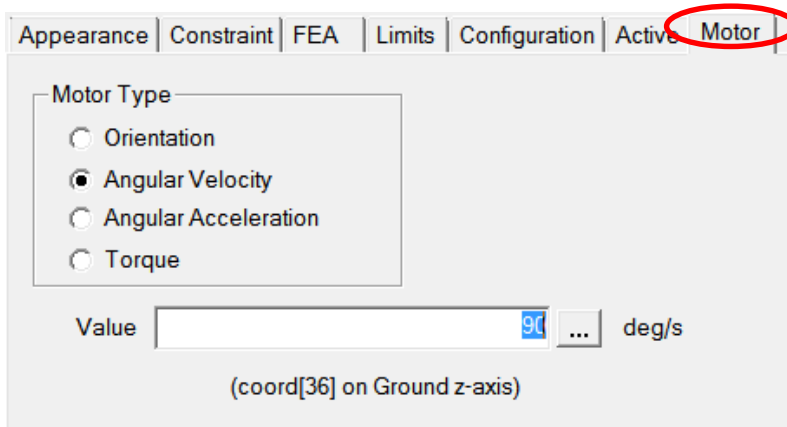 Appearance Constraint FEA Limits Configuration Active Motor
Motor Type
Orientation
Angular Velocity
Angular Acceleration
Torque
Value 90 ... deg/s
(coord[36] on Ground z-axis)